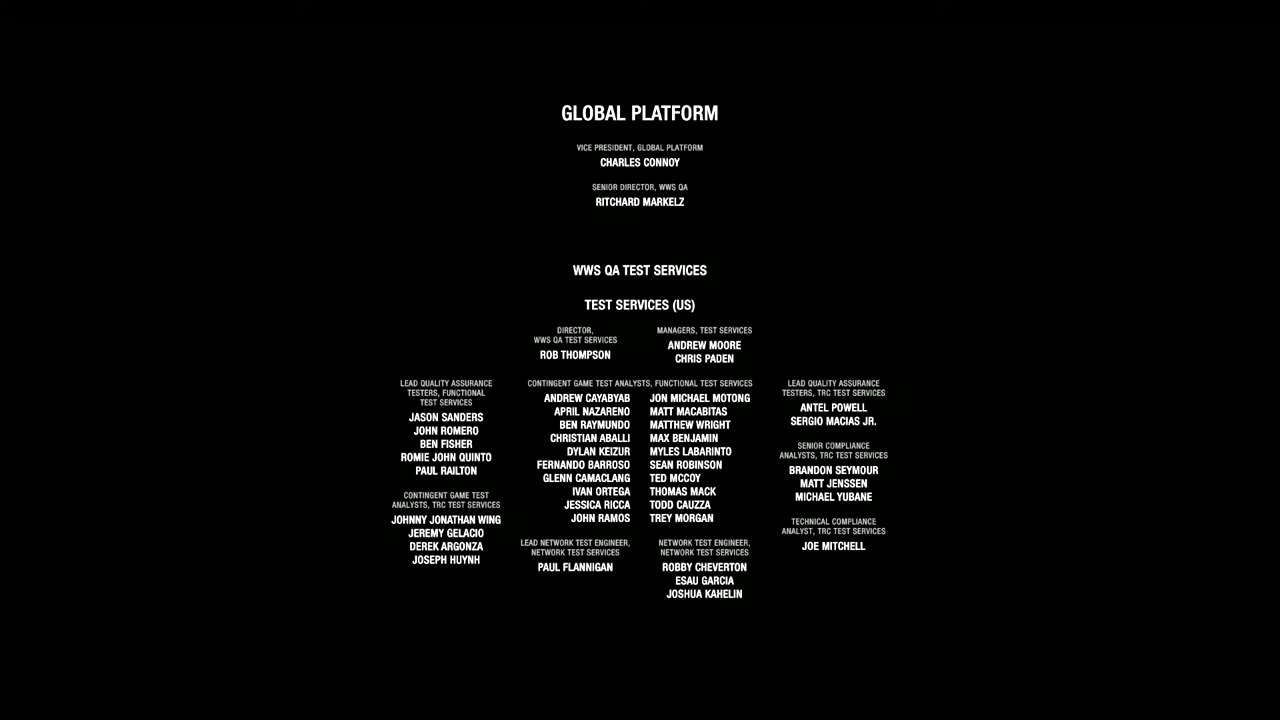 GLOBAL PLATFORM
VICE PRESIDENT, GLOBAL PLATFORM
CHARLES CONNOY
SENIOR DIRECTOR, WWS QA
RITCHARD MARKELZ
WWS QA TEST SERVICES
TEST SERVICES (US)
DIRECTOR,
WWS QA TEST SERVICES
ROB THOMPSON
MANAGERS, TEST SERVICES
ANDREW MOORE
CHRIS PADEN
LEAD QUALITY ASSURANCE
TESTERS, FUNCTIONAL
TEST SERVICES
JASON SANDERS
JOHN ROMERO
BEN FISHER
ROMIE JOHN QUINTO
PAUL RAILTON
CONTINGENT GAME TEST
ANALYSTS, TRC TEST SERVICES
JOHNNY JONATHAN WING
JEREMY GELACIO
DEREK ARGONZA
JOSEPH HUYNH
CONTINGENT GAME TEST ANALYSTS, FUNCTIONAL TEST SERVICES
ANDREW CAYABYAB
APRIL NAZARENO
BEN RAYMUNDO
CHRISTIAN ABALLI
DYLAN KEIZUR
FERNANDO BARROSO
GLENN CAMACLANG
IVAN ORTEGA
JESSICA RICCA
JOHN RAMOS
JON MICHAEL MOTONG
MATT MACABITAS
MATTHEW WRIGHT
MAX BENJAMIN
MYLES LABARINTO
SEAN ROBINSON
TED MCCOY
THOMAS MACK
TODD CAUZZA
TREY MORGAN
LEAD NETWORK TEST ENGINEER,
NETWORK TEST SERVICES
PAUL FLANNIGAN
NETWORK TEST ENGINEER,
NETWORK TEST SERVICES
ROBBY CHEVERTON
ESAU GARCIA
JOSHUA KAHELIN
LEAD QUALITY ASSURANCE
TESTERS, TRC TEST SERVICES
ANTEL POWELL
SERGIO MACIAS JR.
SENIOR COMPLIANCE
ANALYSTS, TRC TEST SERVICES
BRANDON SEYMOUR
MATT JENSSEN
MICHAEL YUBANE
TECHNICAL COMPLIANCE
ANALYST, TRC TEST SERVICES
JOE MITCHELL